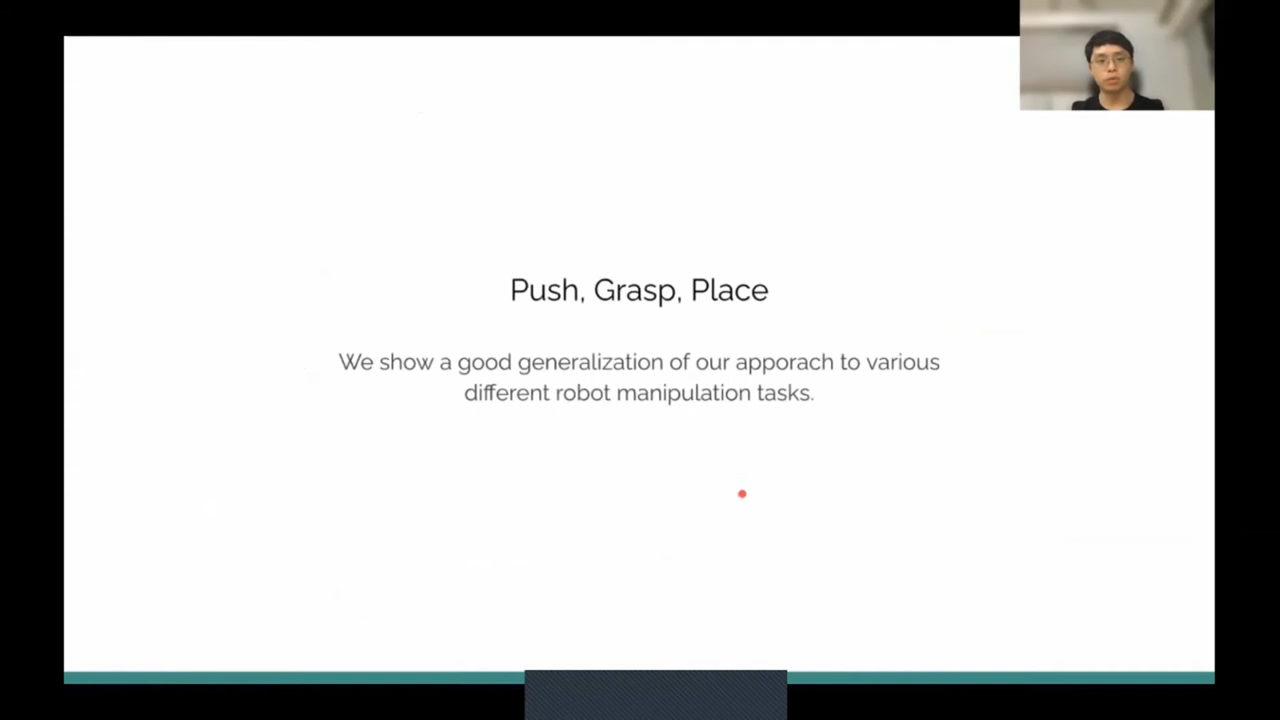 Push, Grasp, Place
We show a good generalization of our apporach to various
different robot manipulation tasks.